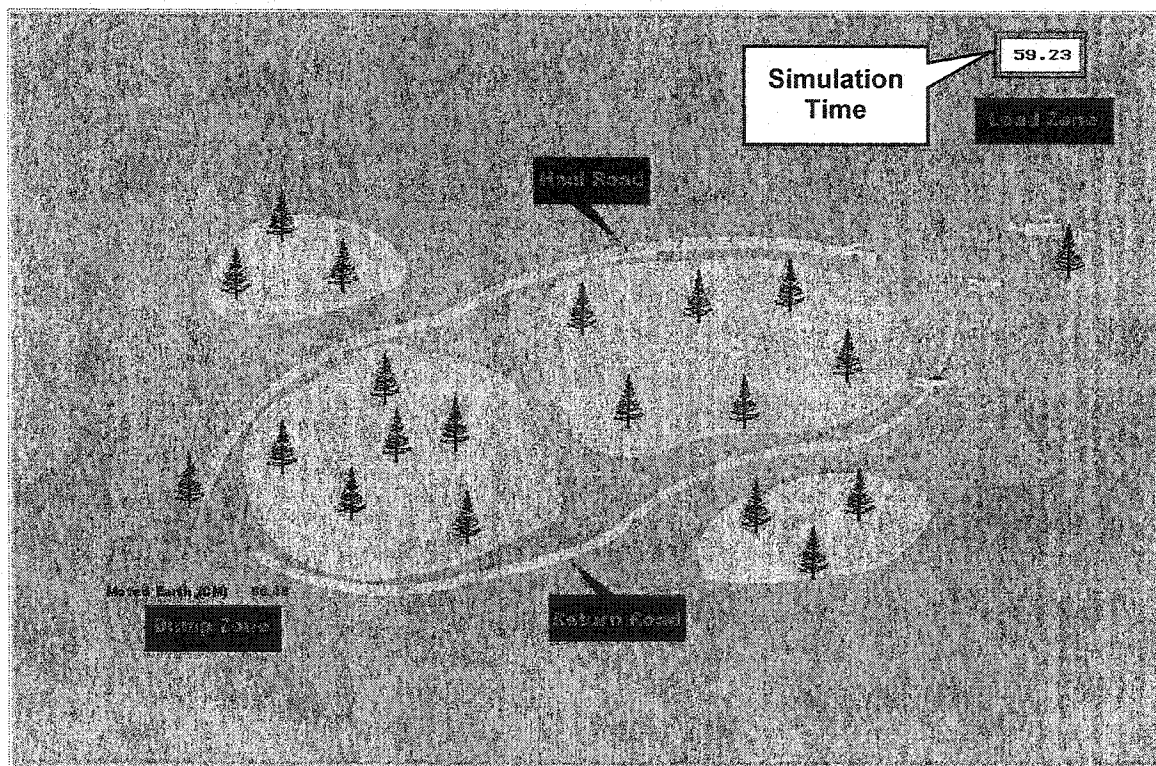 59.23
Simulation
Time
Load Zone
Haul Road
Moved Earth (CM)
Dump Zone
Return Road